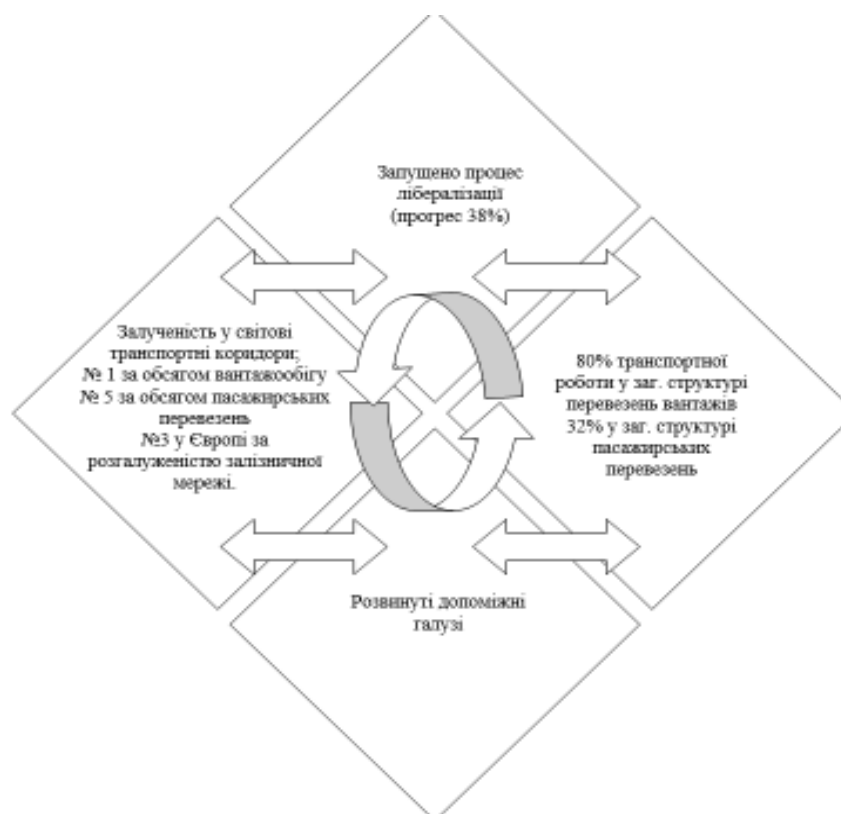 Запущено процес
лібералізації
(прогрес 38%)
Залученість у світові
транспортні коридори;
№ 1 за обсягом вантажообігу
№ 5 за обсягом пасажирських
перевезень
№3 у Європі за
розгалуженістю залізничної
мережі.
80% транспортної
роботи у заг. структурі
перевезень вантажів
32% у заг. структурі
пасажирських
перевезень
Розвинуті допоміжні
галузі